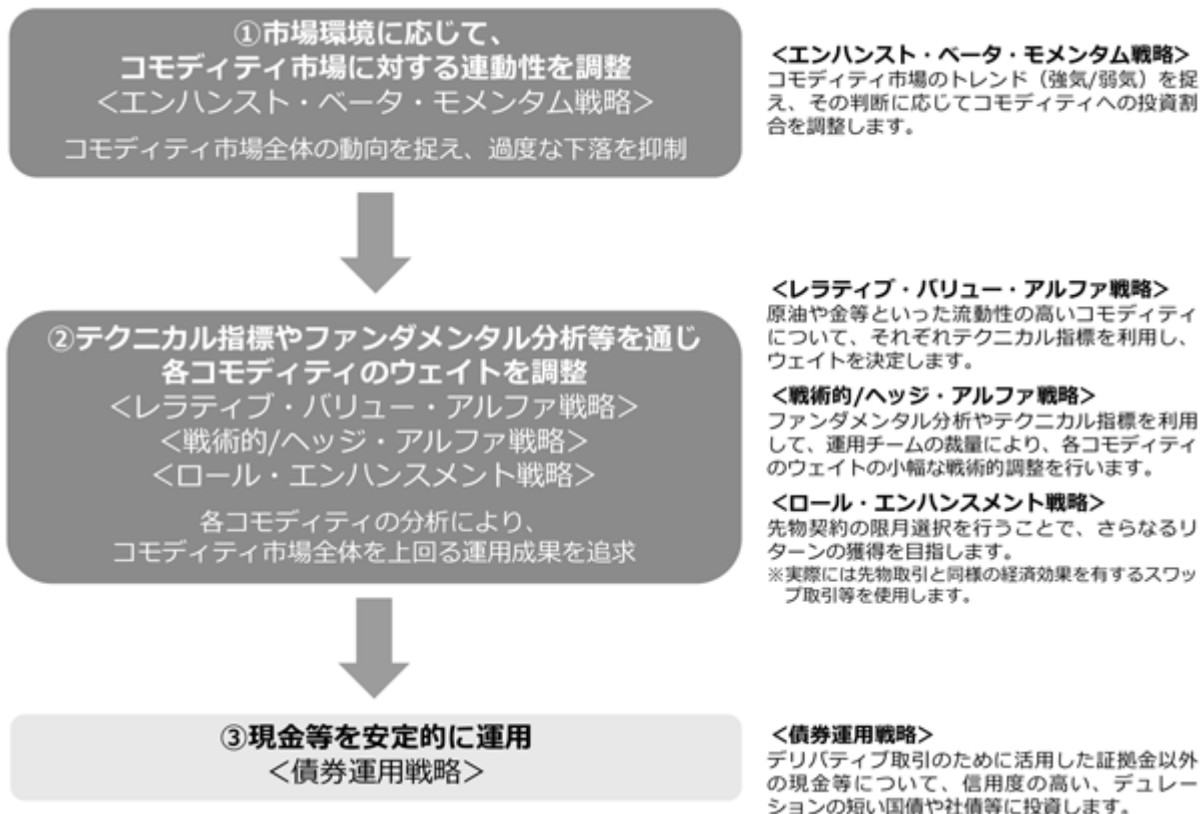 ①市場環境に応じて、
コモディティ市場に対する連動性を調整
＜エンハンスト・ベータ・モメンタム戦略＞
コモディティ市場全体の動向を捉え、過度な下落を抑制
＜エンハンスト・ベータ・モメンタム戦略＞
コモディティ市場のトレンド（強気/弱気）を捉
え、その判断に応じてコモディティへの投資割
合を調整します。
②テクニカル指標やファンダメンタル分析等を通じ
各コモディティのウェイトを調整
＜レラティブ・バリュー・アルファ戦略＞
＜戦術的/ヘッジ・アルファ戦略＞
＜ロール・エンハンスメント戦略＞
各コモディティの分析により、
コモディティ市場全体を上回る運用成果を追求
＜レラティブ・バリュー・アルファ戦略＞
原油や金等といった流動性の高いコモディティ
について、それぞれテクニカル指標を利用し、
ウェイトを決定します。
＜戦術的/ヘッジ・アルファ戦略＞
ファンダメンタル分析やテクニカル指標を利用
して、運用チームの裁量により、各コモディティ
のウェイトの小幅な戦術的調整を行います。
＜ロール・エンハンスメント戦略＞
先物契約の限月選択を行うことで、さらなるリ
ターンの獲得を目指します。
※実際には先物取引と同様の経済効果を有するスワッ
プ取引等を使用します。
③現金等を安定的に運用
＜債券運用戦略＞
＜債券運用戦略＞
デリバティブ取引のために活用した証拠金以外
の現金等について、信用度の高い、デュレー
ションの短い国債や社債等に投資します。